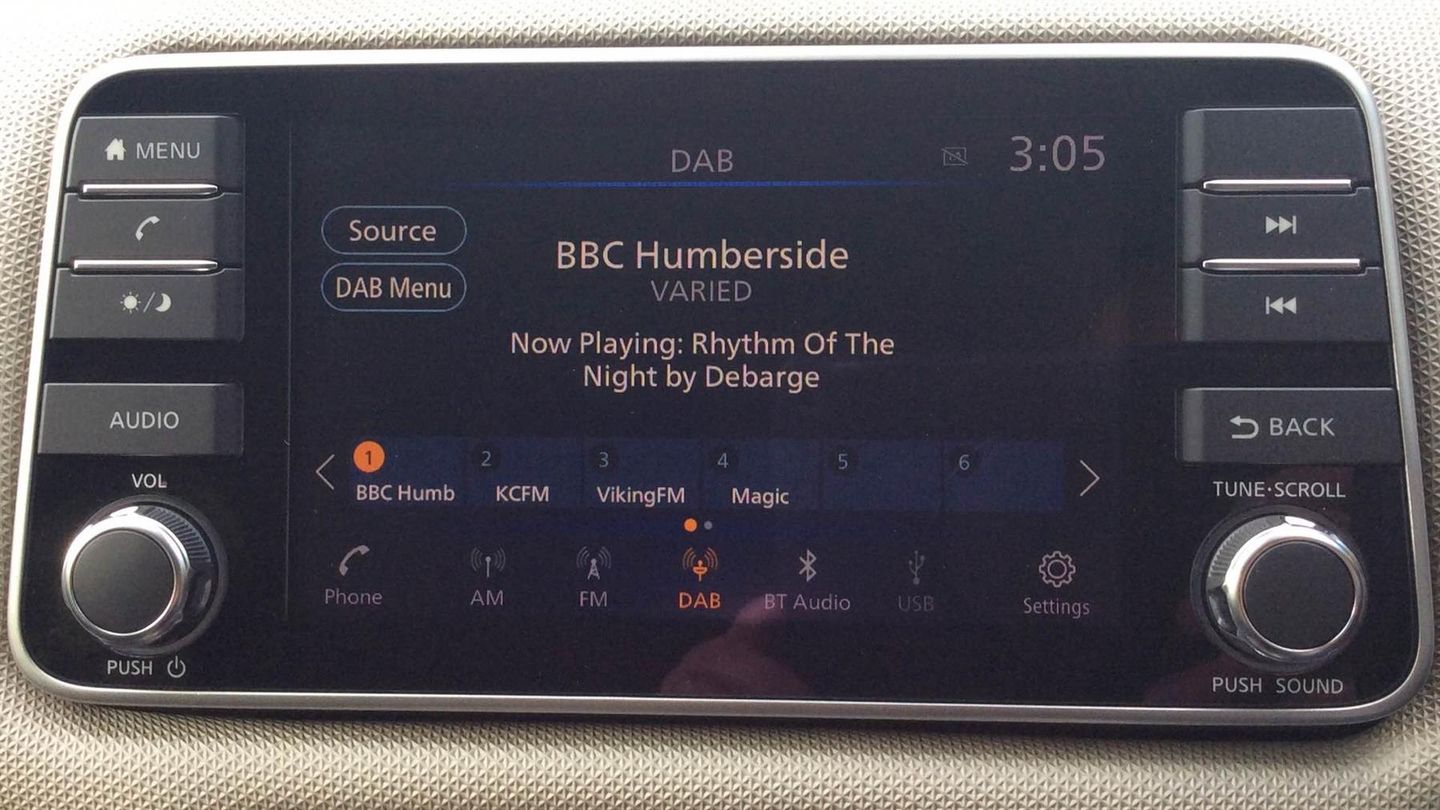 MENU
AUDIO
VOL
PUSH
DAB
3:05
Source
DAB Menu
BBC Humberside
VARIED
Now Playing: Rhythm Of The
Night by Debarge
1 2 3 4 5 6
BBC Humb KCFM VikingFM Magic
Phone AM FM DAB BT Audio USB Settings
BACK
TUNE·SCROLL
PUSH SOUND